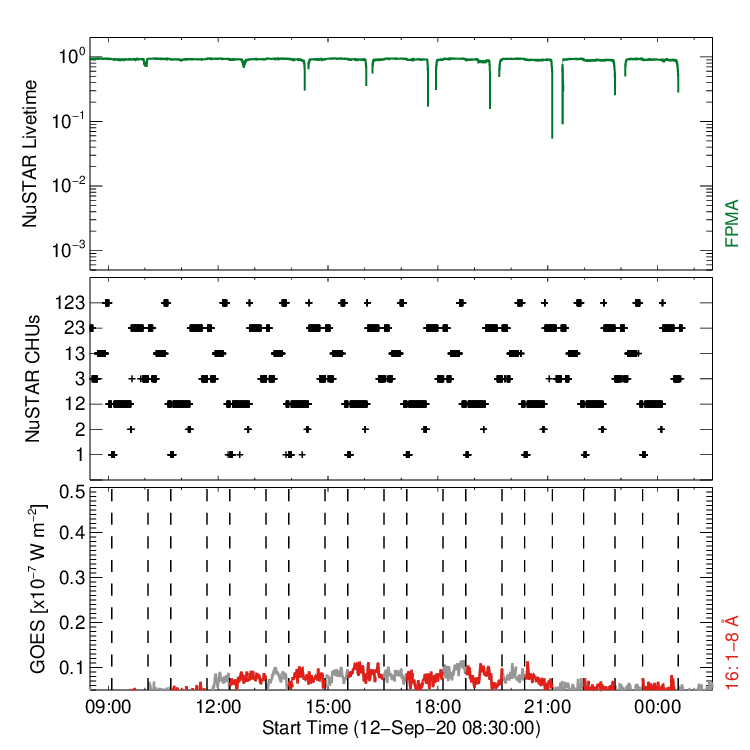 NuSTAR Livetime
10⁰
10⁻¹
10⁻²
10⁻³
FPMA
NuSTAR CHUs
123
23
13
3
12
2
1
GOES [x10⁻⁷ W m⁻²]
0.5
0.4
0.3
0.2
0.1
16: 1−8 Å
09:00 12:00 15:00 18:00 21:00 00:00
Start Time (12−Sep−20 08:30:00)